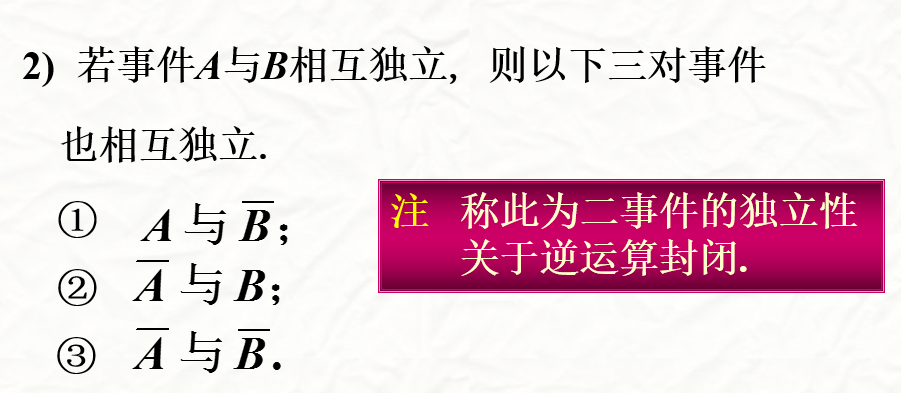 2) 若事件A与B相互独立, 则以下三对事件
也相互独立.
① A 与 B̅;
注 称此为二事件的独立性
关于逆运算封闭.
② A̅ 与 B;
③ A̅ 与 B̅.